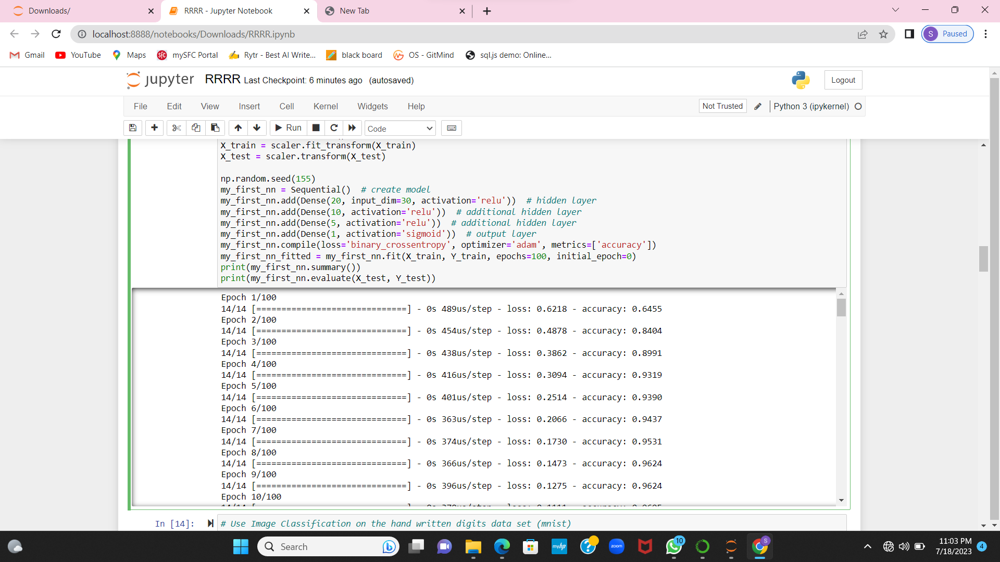 Downloads/
RRRR - Jupyter Notebook
New Tab
localhost:8888/notebooks/Downloads/RRRR.ipynb
S Paused
Gmail
YouTube
Maps
SFC mySFC Portal
Rytr - Best AI Write...
black board
OS - GitMind
sql.js demo: Online...
jupyter RRRR Last Checkpoint: 6 minutes ago (autosaved)
Logout
File Edit View Insert Cell Kernel Widgets Help
Not Trusted
Python 3 (ipykernel)
Run
Code
X_train = scaler.fit_transform(X_train)
X_test = scaler.transform(X_test)
np.random.seed(155)
my_first_nn = Sequential()  # create model
my_first_nn.add(Dense(20, input_dim=30, activation='relu'))  # hidden layer
my_first_nn.add(Dense(10, activation='relu'))  # additional hidden layer
my_first_nn.add(Dense(5, activation='relu'))  # additional hidden layer
my_first_nn.add(Dense(1, activation='sigmoid'))  # output layer
my_first_nn.compile(loss='binary_crossentropy', optimizer='adam', metrics=['accuracy'])
my_first_nn_fitted = my_first_nn.fit(X_train, Y_train, epochs=100, initial_epoch=0)
print(my_first_nn.summary())
print(my_first_nn.evaluate(X_test, Y_test))
Epoch 1/100
14/14 [==============================] - 0s 489us/step - loss: 0.6218 - accuracy: 0.6455
Epoch 2/100
14/14 [==============================] - 0s 454us/step - loss: 0.4878 - accuracy: 0.8404
Epoch 3/100
14/14 [==============================] - 0s 438us/step - loss: 0.3862 - accuracy: 0.8991
Epoch 4/100
14/14 [==============================] - 0s 416us/step - loss: 0.3094 - accuracy: 0.9319
Epoch 5/100
14/14 [==============================] - 0s 401us/step - loss: 0.2514 - accuracy: 0.9390
Epoch 6/100
14/14 [==============================] - 0s 363us/step - loss: 0.2066 - accuracy: 0.9437
Epoch 7/100
14/14 [==============================] - 0s 374us/step - loss: 0.1730 - accuracy: 0.9531
Epoch 8/100
14/14 [==============================] - 0s 366us/step - loss: 0.1473 - accuracy: 0.9624
Epoch 9/100
14/14 [==============================] - 0s 396us/step - loss: 0.1275 - accuracy: 0.9624
Epoch 10/100
In [14]: # Use Image Classification on the hand written digits data set (mnist)
Search
myhp
zoom
10
S
11:03 PM
7/18/2023
4